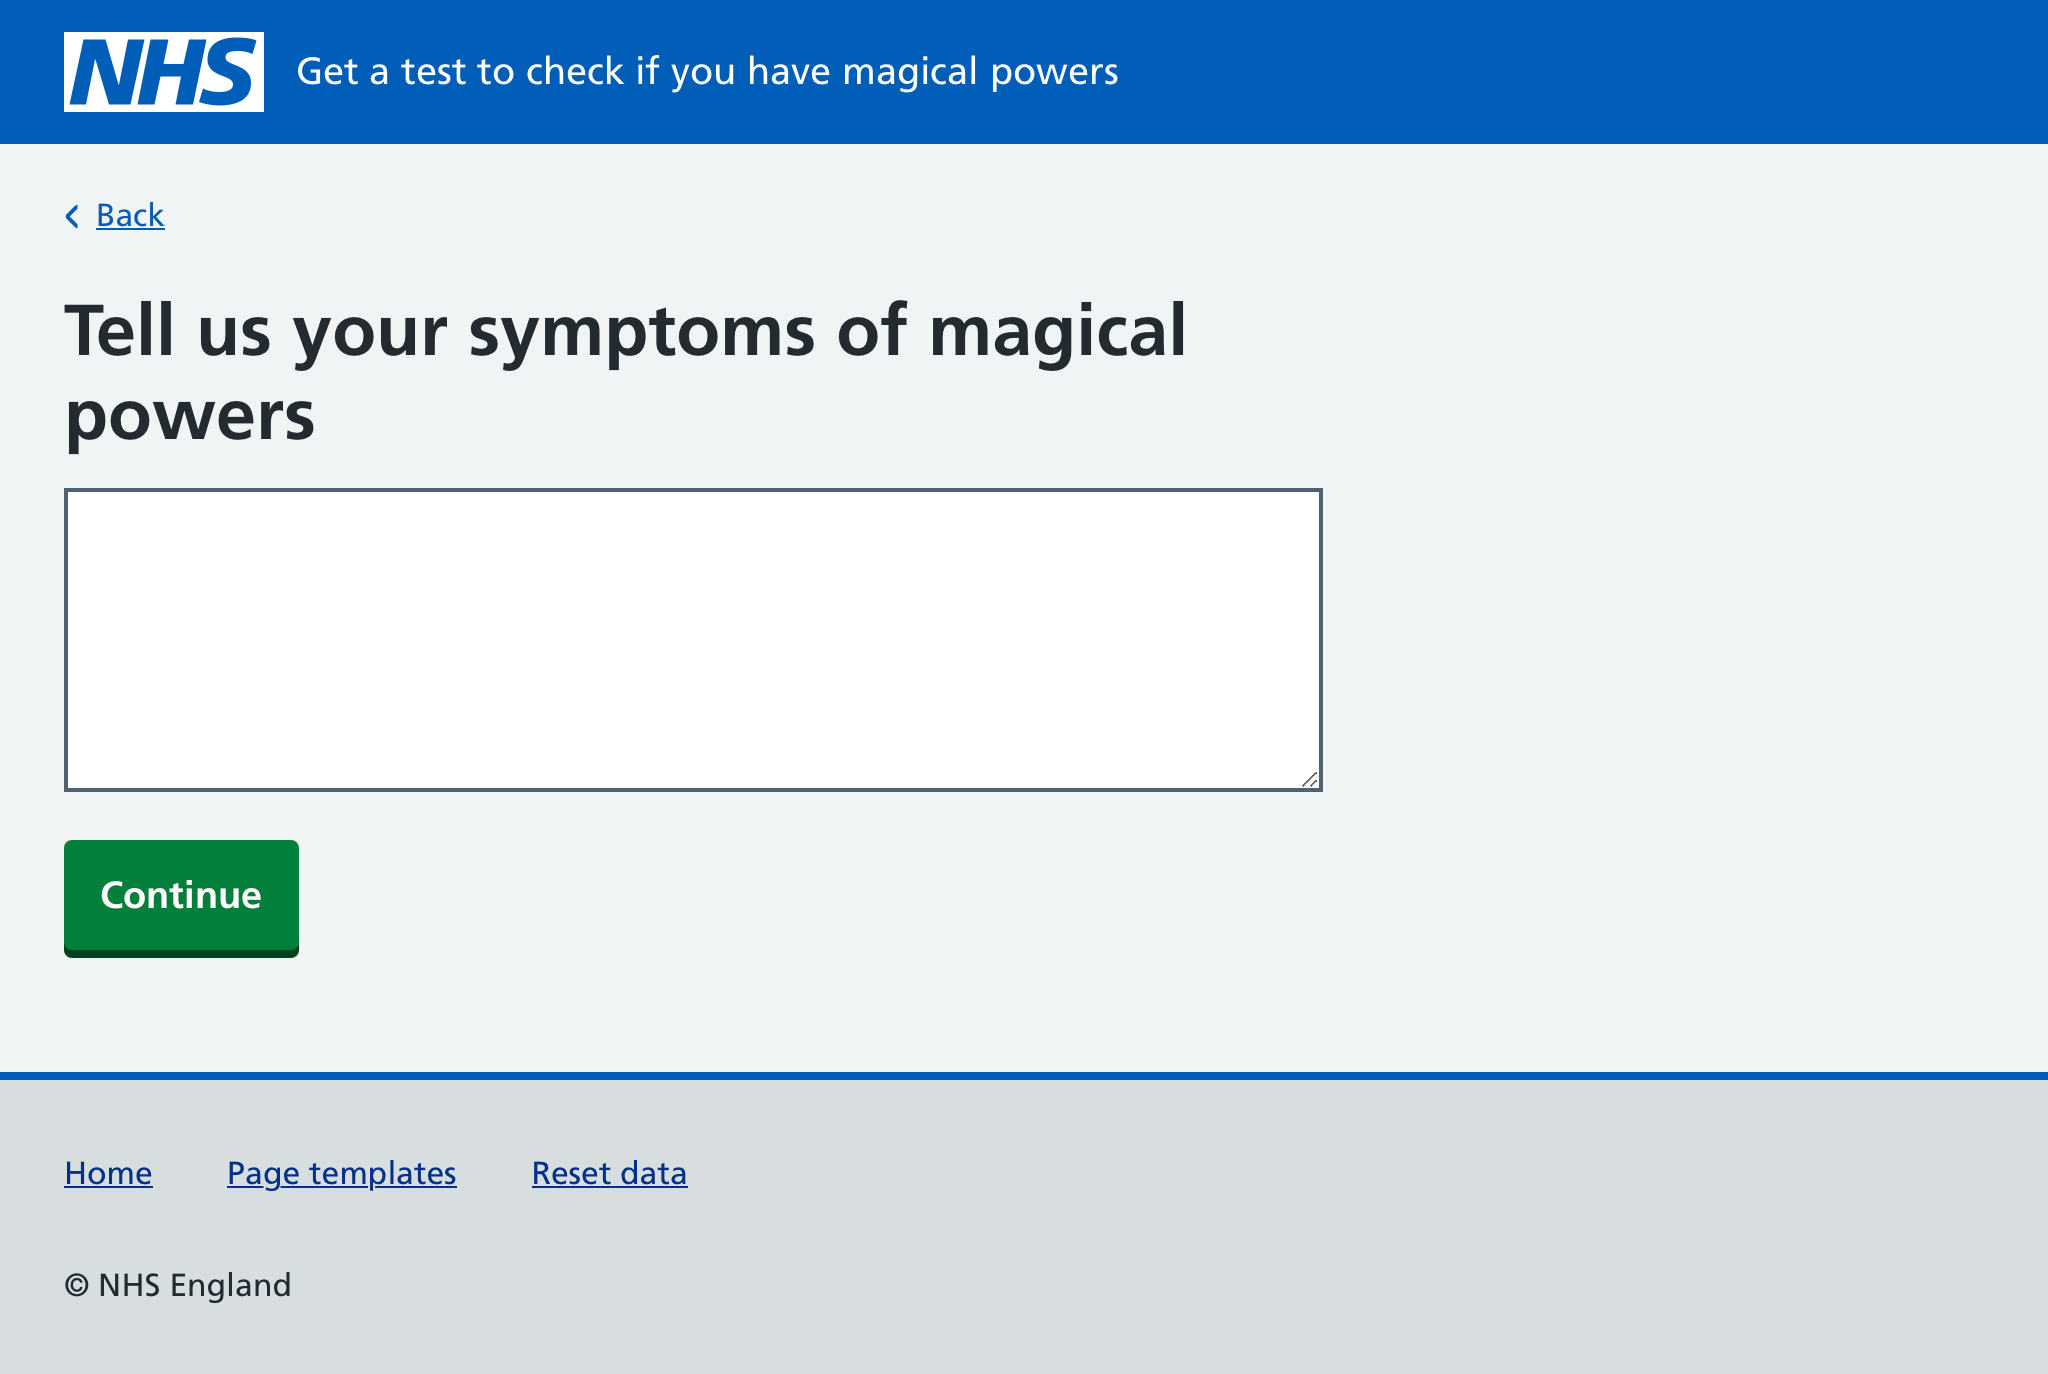 NHS Get a test to check if you have magical powers
Back
Tell us your symptoms of magical
powers
Continue
Home Page templates Reset data
© NHS England